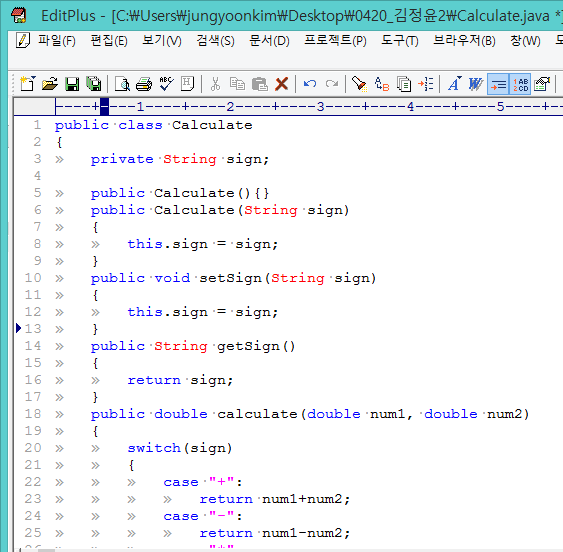 EditPlus - [C:₩Users₩jungyoonkim₩Desktop₩0420_김정윤2₩Calculate.java *
파일(F) 편집(E) 보기(V) 검색(S) 문서(D) 프로젝트(P) 도구(T) 브라우저(B) 창(W)
----+----1----+----2----+----3----+----4----+----5----+--
1 public class Calculate
2 {
3 » private String sign;
4
5 » public Calculate(){}
6 » public Calculate(String sign)
7 » {
8 » » this.sign = sign;
9 » }
10 » public void setSign(String sign)
11 » {
12 » » this.sign = sign;
13 » }
14 » public String getSign()
15 » {
16 » » return sign;
17 » }
18 » public double calculate(double num1, double num2)
19 » {
20 » » switch(sign)
21 » » {
22 » » » case "+":
23 » » » » return num1+num2;
24 » » » case "-":
25 » » » » return num1-num2;